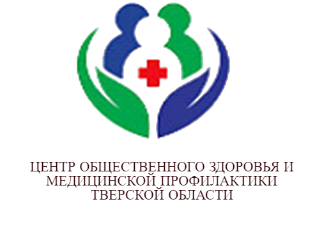 ЦЕНТР ОБЩЕСТВЕННОГО ЗДОРОВЬЯ И
МЕДИЦИНСКОЙ ПРОФИЛАКТИКИ
ТВЕРСКОЙ ОБЛАСТИ